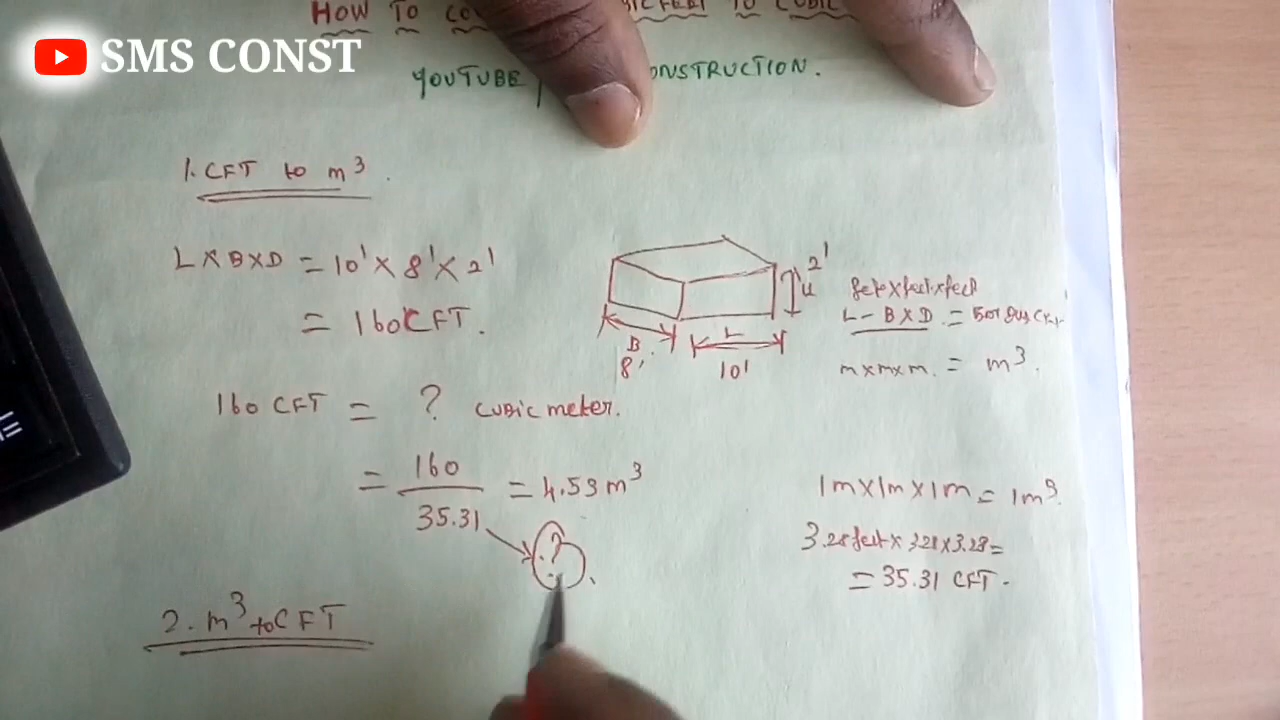 SMS CONST
HOW TO TO CUBIC
YOUTUBE ONSTRUCTION.
1. CFT to m³.
L X B X D = 10' X 8' X 2'
= 160 CFT.
2'
B
8'
L
10'
feet x feet x feet
L - B X D. =
m x m x m. = m³.
160 CFT = ? cubic meter.
= 160 / 35.31 = 4.53 m³
?
1m X 1m X 1m = 1m³.
3.28 feet x 3.28 x 3.28 =
= 35.31 CFT.
2. m³ to CFT